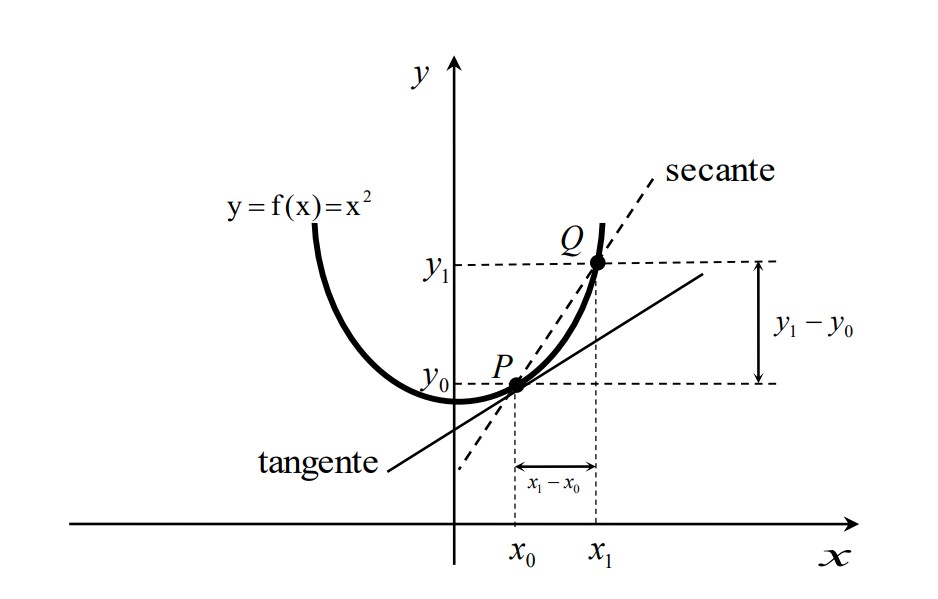 y
secante
y = f(x) = x²
Q
y₁
y₁ − y₀
P
y₀
tangente
x₁ − x₀
x₀
x₁
x